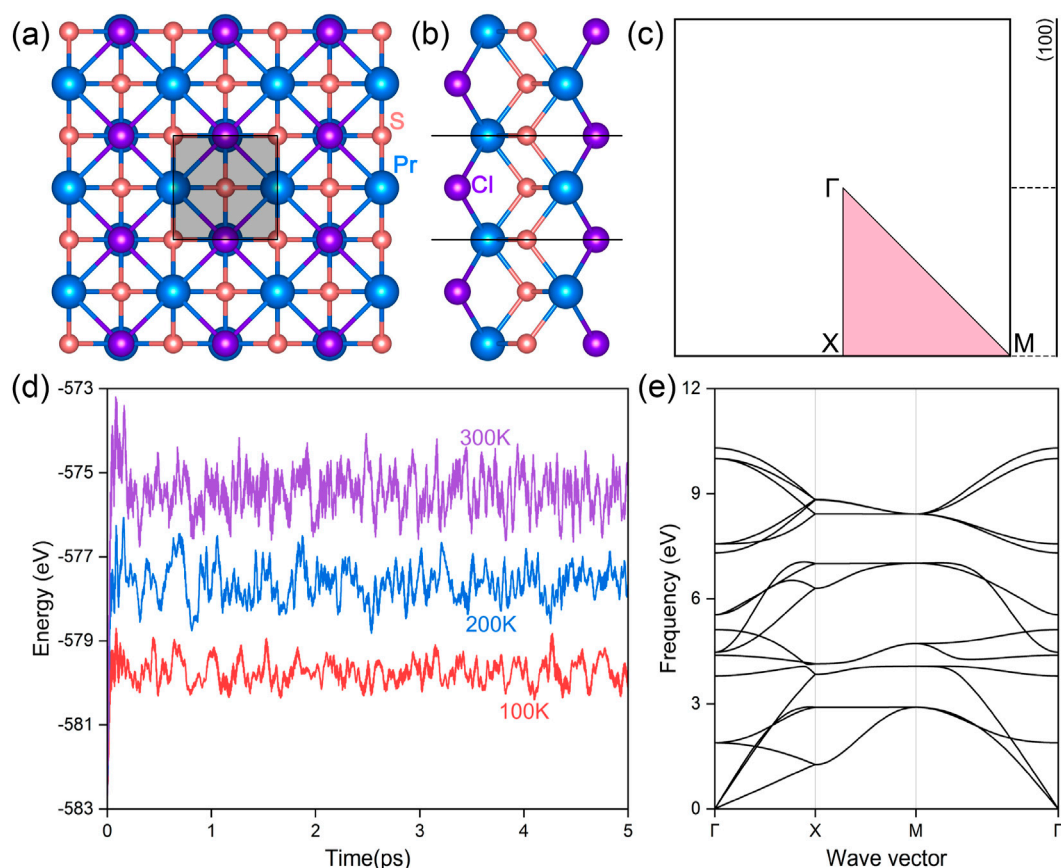 (a)
(b)
(c)
(100)
S
Pr
Cl
Γ
X
M
(d)
(e)
-573
-575
-577
-579
-581
-583
Energy (eV)
300K
200K
100K
0
1
2
3
4
5
Time(ps)
12
9
6
3
0
Frequency (eV)
Γ
X
M
Γ
Wave vector